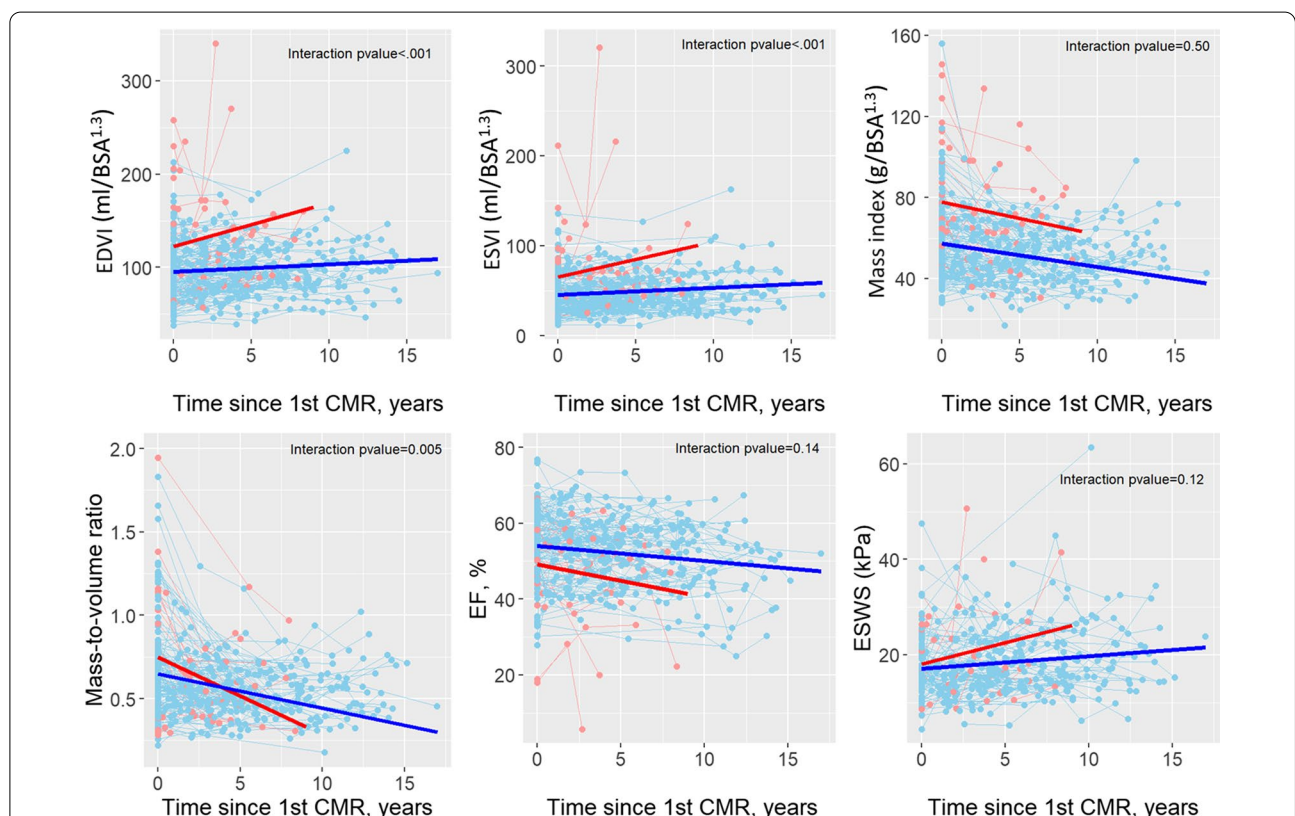 Interaction pvalue<.001
EDVI (ml/BSA^1.3)
300
200
100
0 5 10 15
Time since 1st CMR, years
Interaction pvalue<.001
ESVI (ml/BSA^1.3)
300
200
100
0
0 5 10 15
Time since 1st CMR, years
Interaction pvalue=0.50
Mass index (g/BSA^1.3)
160
120
80
40
0 5 10 15
Time since 1st CMR, years
Interaction pvalue=0.005
Mass-to-volume ratio
2.0
1.5
1.0
0.5
0 5 10 15
Time since 1st CMR, years
Interaction pvalue=0.14
EF, %
80
60
40
20
0 5 10 15
Time since 1st CMR, years
Interaction pvalue=0.12
ESWS (kPa)
60
40
20
0 5 10 15
Time since 1st CMR, years